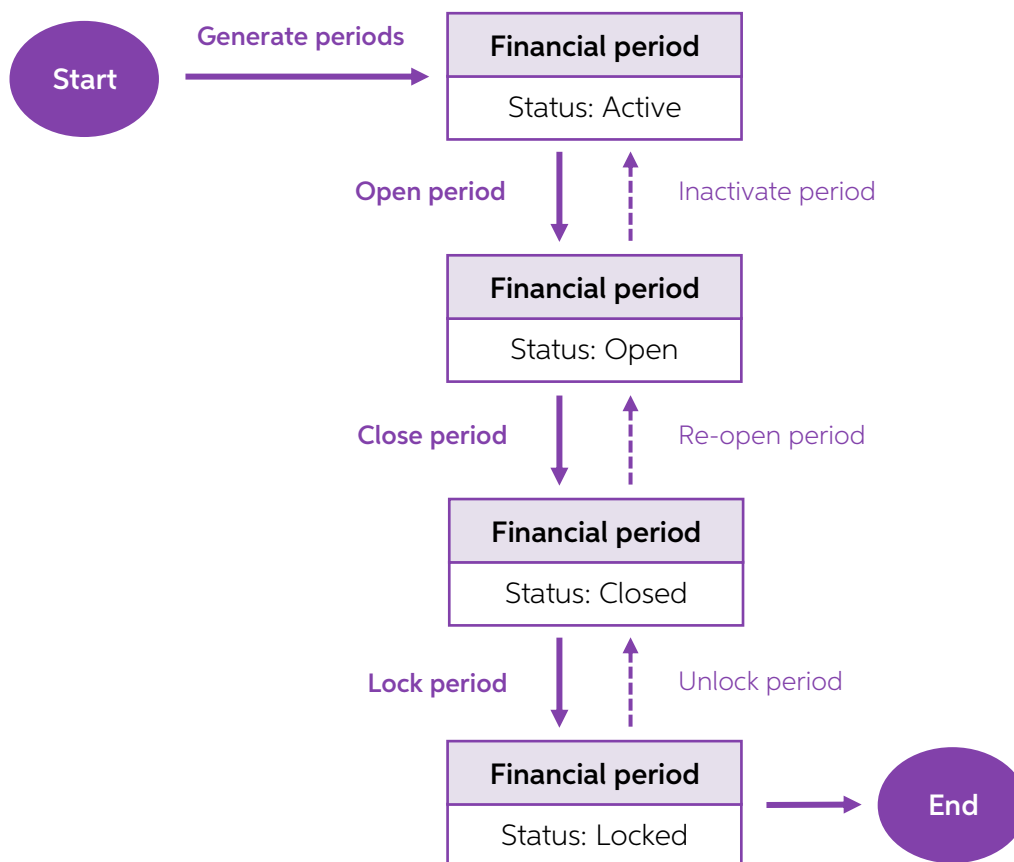 Start
Generate periods
Financial period
Status: Active
Open period
Inactivate period
Financial period
Status: Open
Close period
Re-open period
Financial period
Status: Closed
Lock period
Unlock period
Financial period
Status: Locked
End